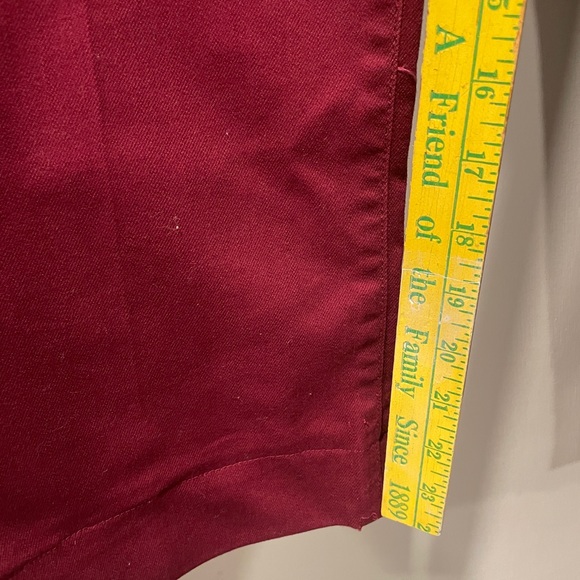 A Friend of the Family Since 1889
16 17 18 19 20 21 22 23